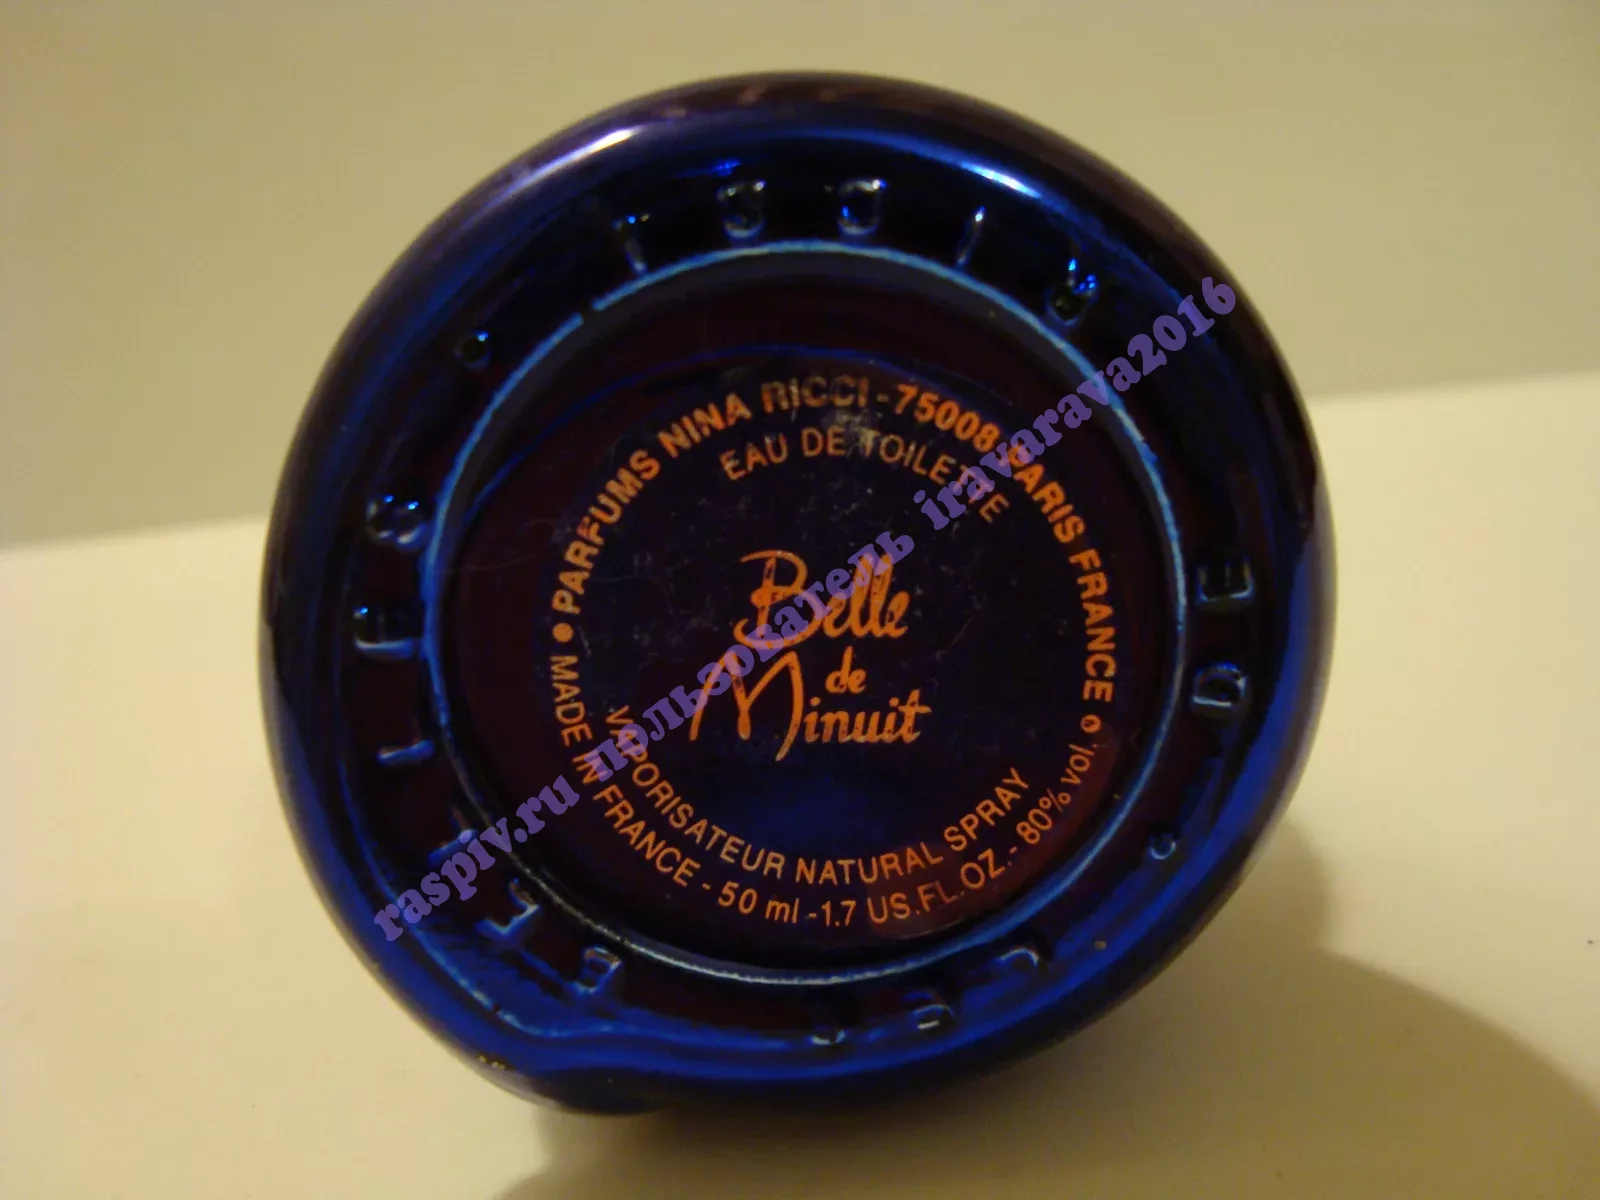 PARFUMS NINA RICCI - 75008 PARIS FRANCE
EAU DE TOILETTE
Belle
de
Minuit
VAPORISATEUR NATURAL SPRAY
MADE IN FRANCE - 50 ml - 1.7 US.FL.OZ. - 80% vol.
raspiv.ru пользователь iravarava2016